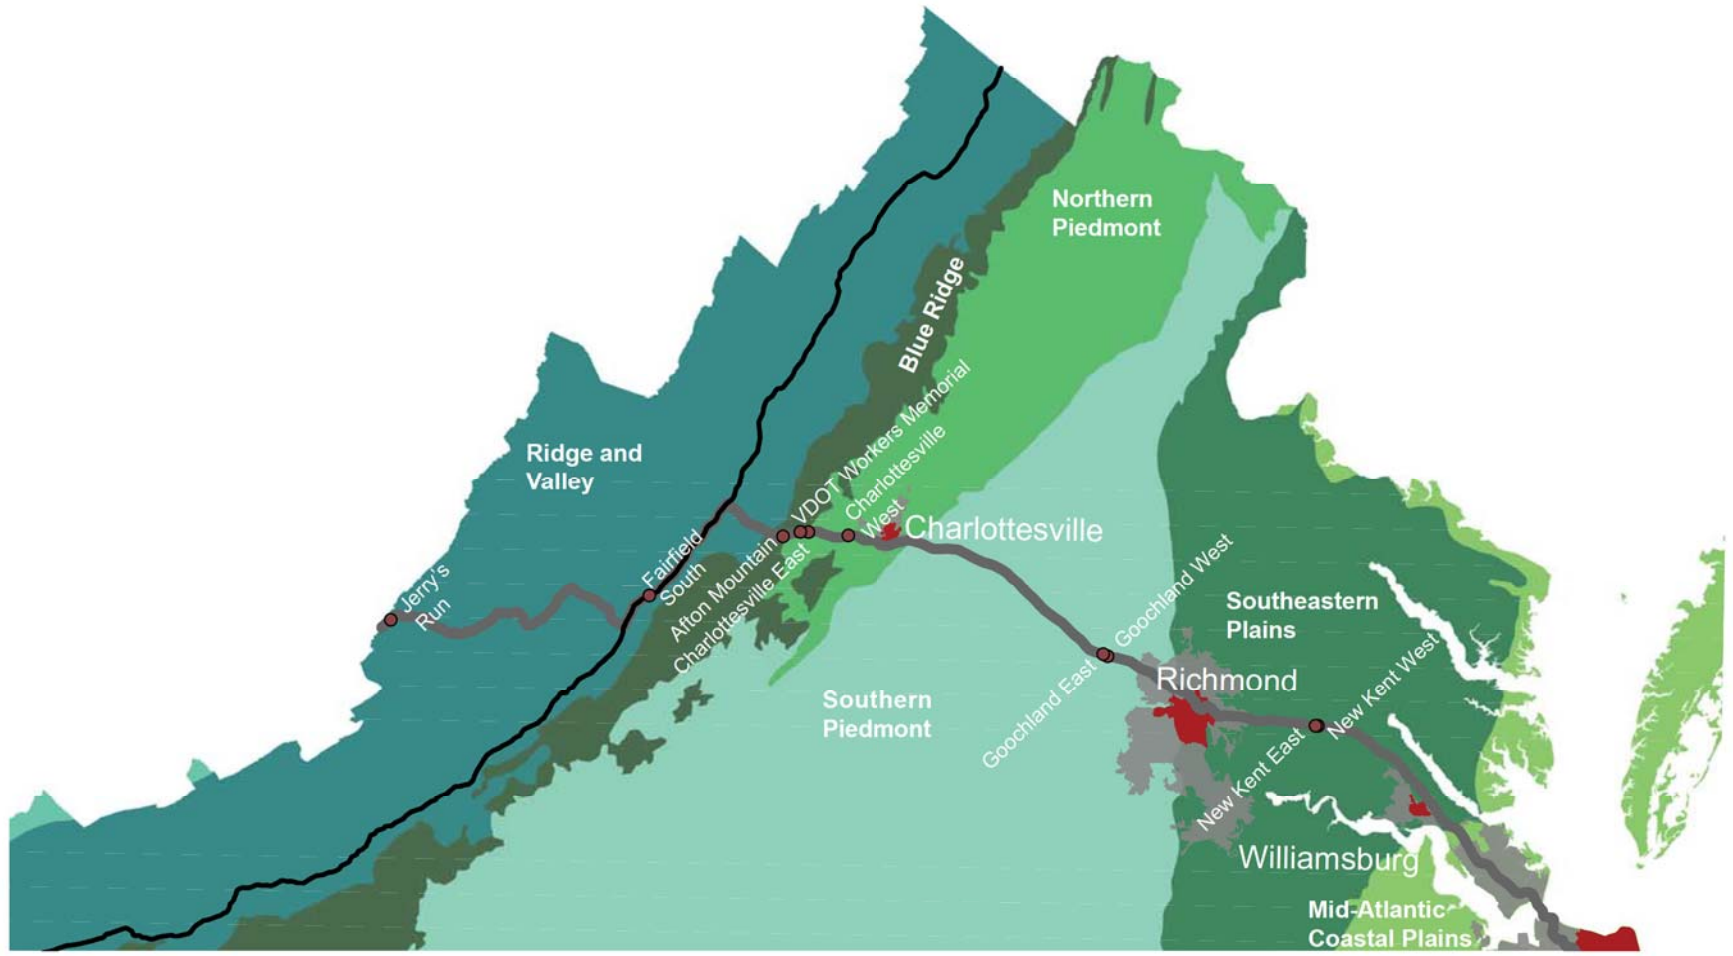 Northern
Piedmont
Blue Ridge
VDOT Workers Memorial
Charlottesville
West
Ridge and
Valley
Charlottesville
Fairfield
South
Afton Mountain
Charlottesville East
Jerry's
Run
Goochland West
Goochland East
Southeastern
Plains
Richmond
Southern
Piedmont
New Kent West
New Kent East
Williamsburg
Mid-Atlantic
Coastal Plains